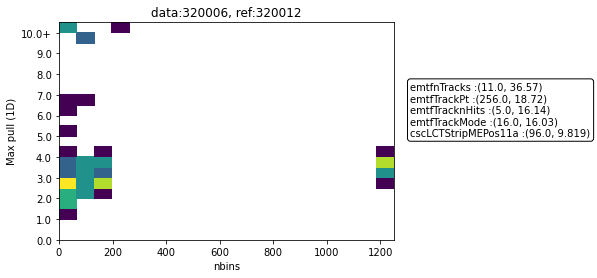 data:320006, ref:320012
10.0+
9.0
8.0
7.0
6.0
5.0
4.0
3.0
2.0
1.0
0.0
Max pull (1D)
0 200 400 600 800 1000 1200
nbins
emtfnTracks :(11.0, 36.57)
emtfTrackPt :(256.0, 18.72)
emtfTracknHits :(5.0, 16.14)
emtfTrackMode :(16.0, 16.03)
cscLCTStripMEPos11a :(96.0, 9.819)